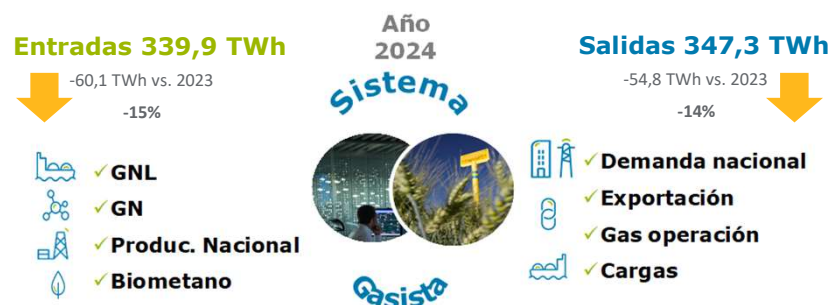 Año
2024
Entradas 339,9 TWh
-60,1 TWh vs. 2023
-15%
Salidas 347,3 TWh
-54,8 TWh vs. 2023
-14%
Sistema
Gasista
✓ GNL
✓ GN
✓ Produc. Nacional
✓ Biometano
✓ Demanda nacional
✓ Exportación
✓ Gas operación
✓ Cargas